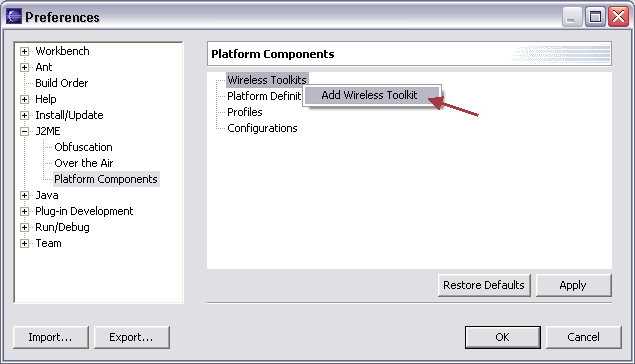 Preferences
Workbench
Ant
Build Order
Help
Install/Update
J2ME
Obfuscation
Over the Air
Platform Components
Java
Plug-in Development
Run/Debug
Team
Platform Components
Wireless Toolkits
Platform Definit
Add Wireless Toolkit
Profiles
Configurations
Restore Defaults
Apply
Import...
Export...
OK
Cancel